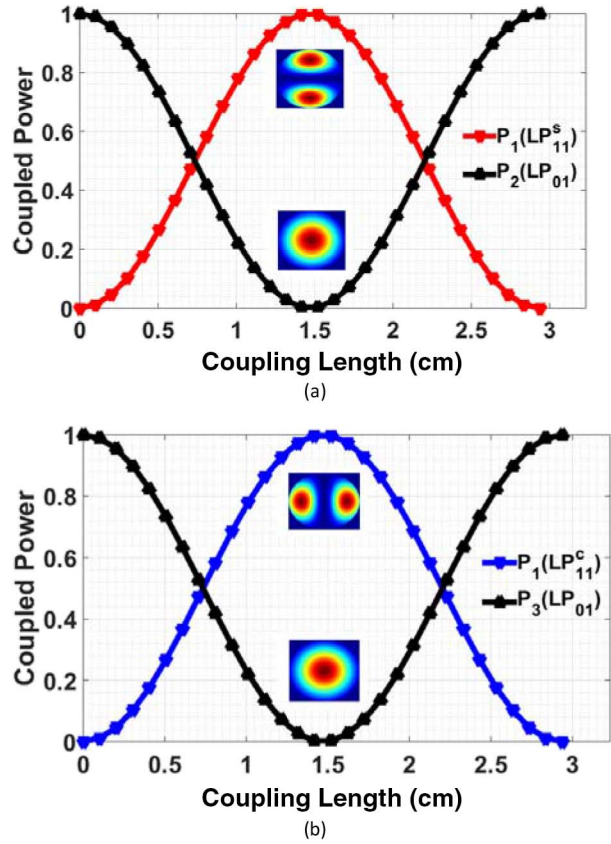 1
0.8
0.6
0.4
0.2
0
Coupled Power
P1(LP11^s)
P2(LP01)
0 0.5 1 1.5 2 2.5 3
Coupling Length (cm)
(a)
1
0.8
0.6
0.4
0.2
0
Coupled Power
P1(LP11^c)
P3(LP01)
0 0.5 1 1.5 2 2.5 3
Coupling Length (cm)
(b)